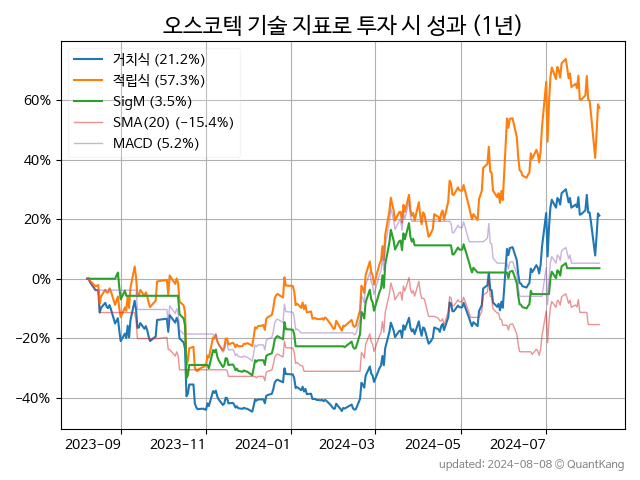 오스코텍 기술 지표로 투자 시 성과 (1년)
거치식 (21.2%)
적립식 (57.3%)
SigM (3.5%)
SMA(20) (-15.4%)
MACD (5.2%)
60%
40%
20%
0%
-20%
-40%
2023-09 2023-11 2024-01 2024-03 2024-05 2024-07
updated: 2024-08-08 © QuantKang